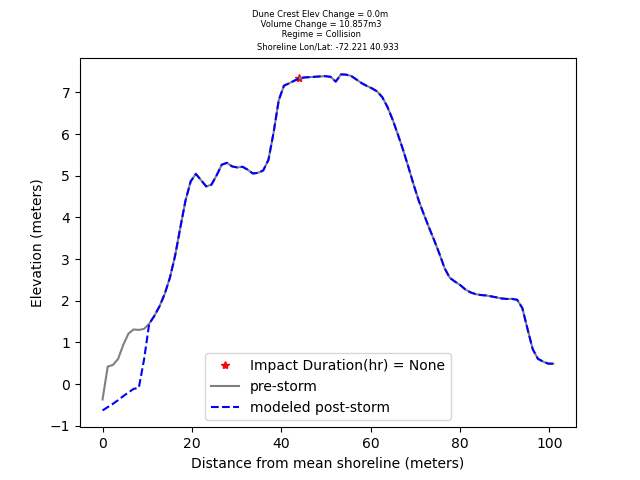 Dune Crest Elev Change = 0.0m
Volume Change = 10.857m3
Regime = Collision
Shoreline Lon/Lat: -72.221 40.933
7
6
5
4
3
2
1
0
−1
Elevation (meters)
Impact Duration(hr) = None
pre-storm
modeled post-storm
0 20 40 60 80 100
Distance from mean shoreline (meters)